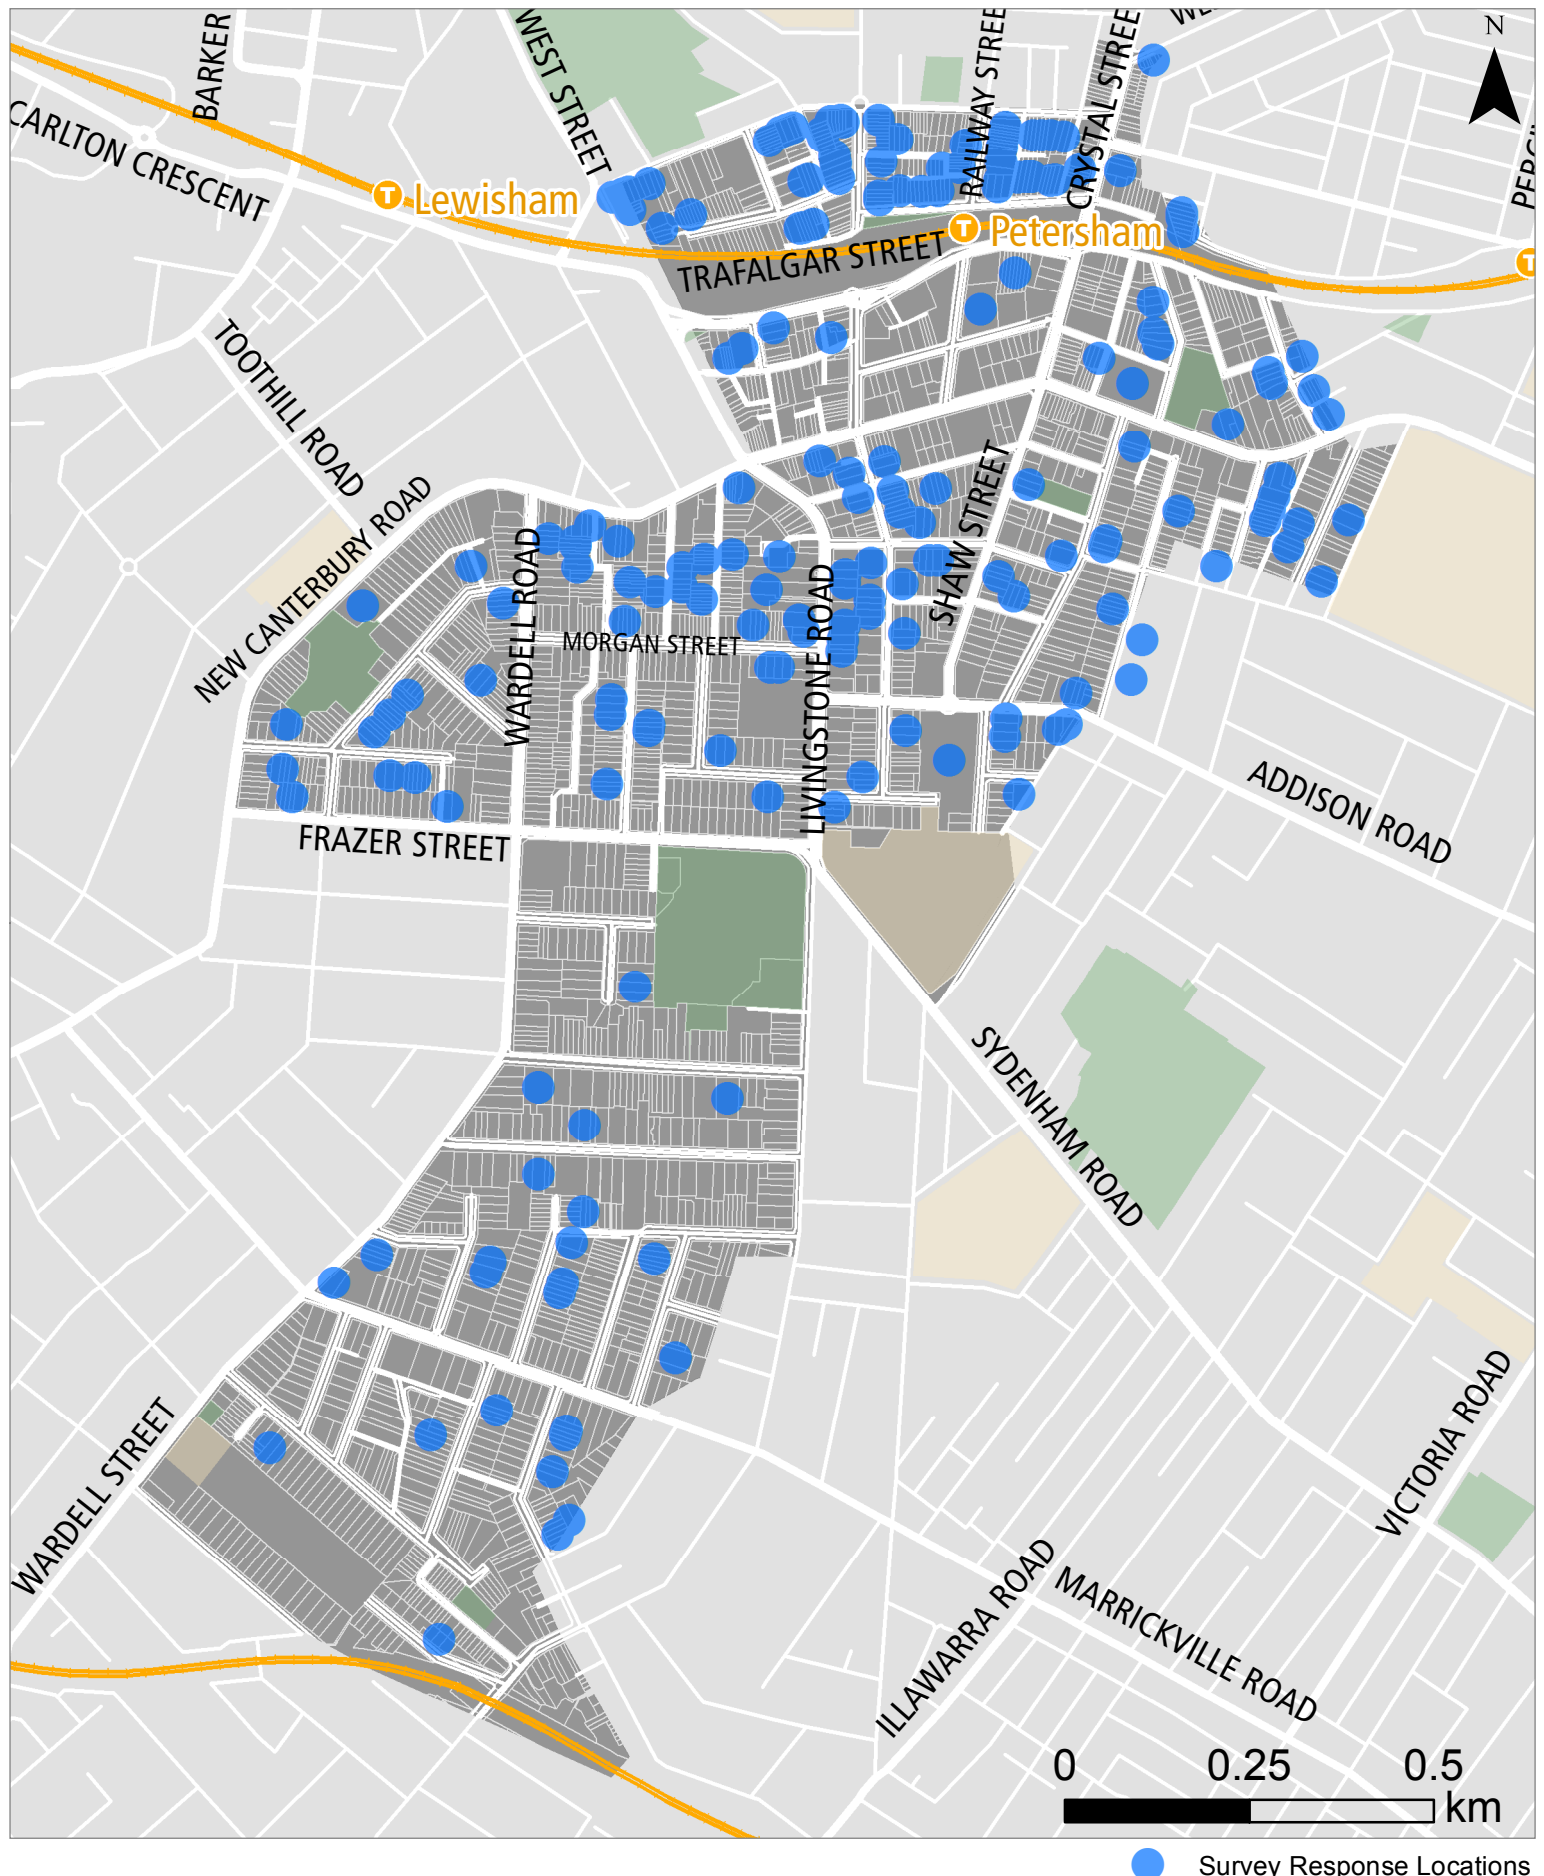 BARKER
WEST STREET
RAILWAY STREE
CRYSTAL STREE
N
CARLTON CRESCENT
T Lewisham
T Petersham
T
TRAFALGAR STREET
TOOTHILL ROAD
NEW CANTERBURY ROAD
WARDELL ROAD
SHAW STREET
MORGAN STREET
LIVINGSTONE ROAD
FRAZER STREET
ADDISON ROAD
SYDENHAM ROAD
WARDELL STREET
VICTORIA ROAD
ILLAWARRA ROAD
MARRICKVILLE ROAD
0 0.25 0.5
km
Survey Response Locations